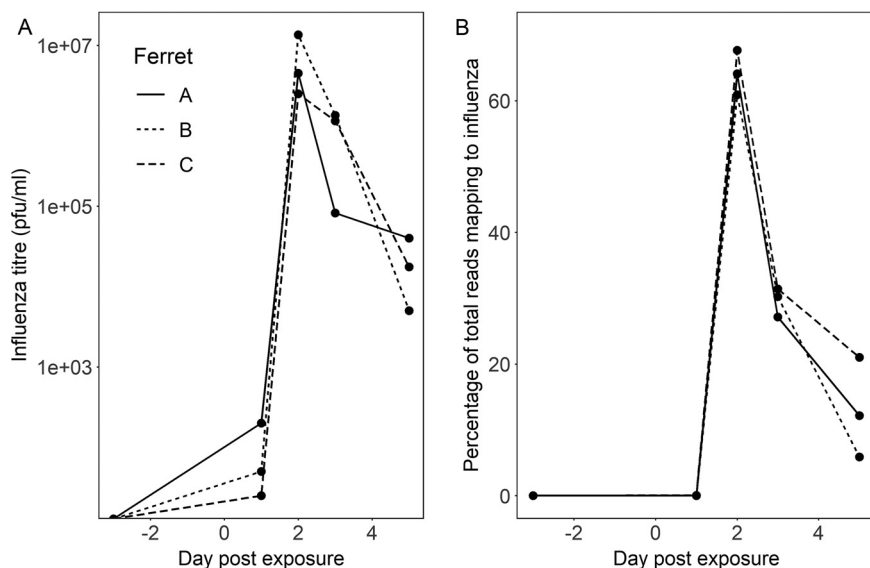 A
Influenza titre (pfu/ml)
1e+07
1e+05
1e+03
Ferret
A
B
C
-2
0
2
4
Day post exposure
B
Percentage of total reads mapping to influenza
60
40
20
0
-2
0
2
4
Day post exposure